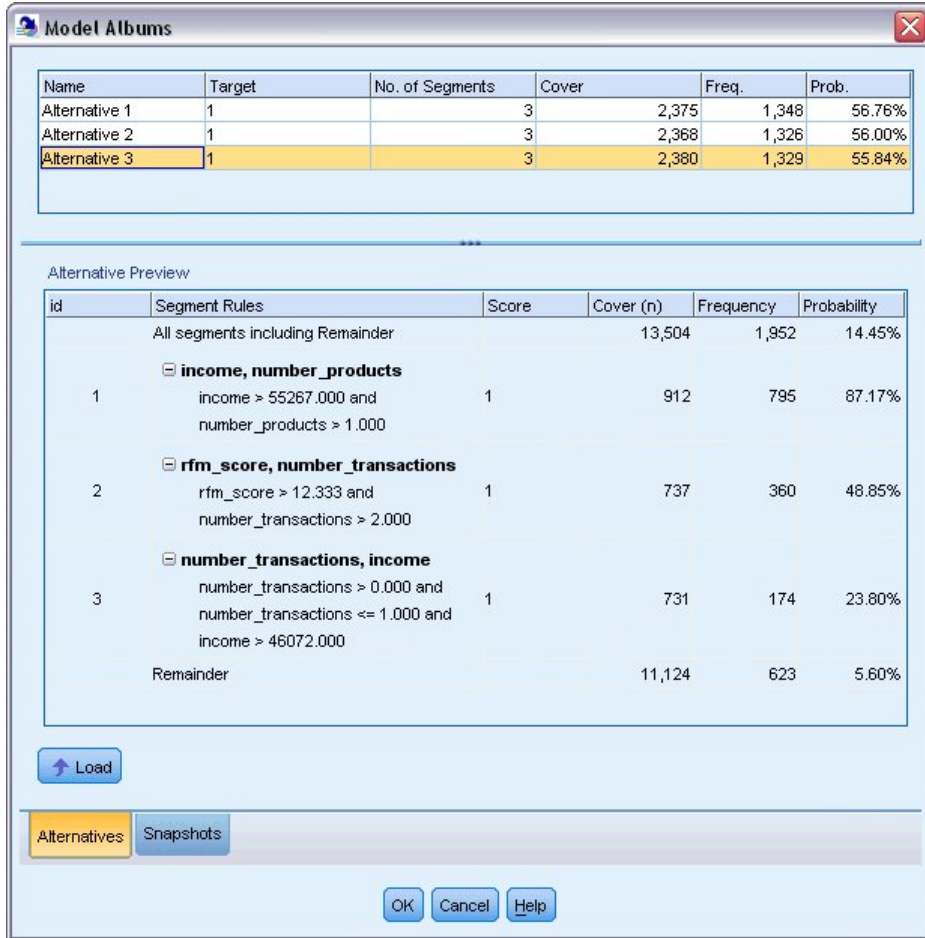 Model Albums
Name Target No. of Segments Cover Freq. Prob.
Alternative 1 1 3 2,375 1,348 56.76%
Alternative 2 1 3 2,368 1,326 56.00%
Alternative 3 1 3 2,380 1,329 55.84%
Alternative Preview
id Segment Rules Score Cover (n) Frequency Probability
All segments including Remainder 13,504 1,952 14.45%
income, number_products
income > 55267.000 and
1 1 912 795 87.17%
number_products > 1.000
rfm_score, number_transactions
rfm_score > 12.333 and
2 1 737 360 48.85%
number_transactions > 2.000
number_transactions, income
number_transactions > 0.000 and
3 number_transactions <= 1.000 and 1 731 174 23.80%
income > 46072.000
Remainder 11,124 623 5.60%
Load
Alternatives Snapshots
OK Cancel Help